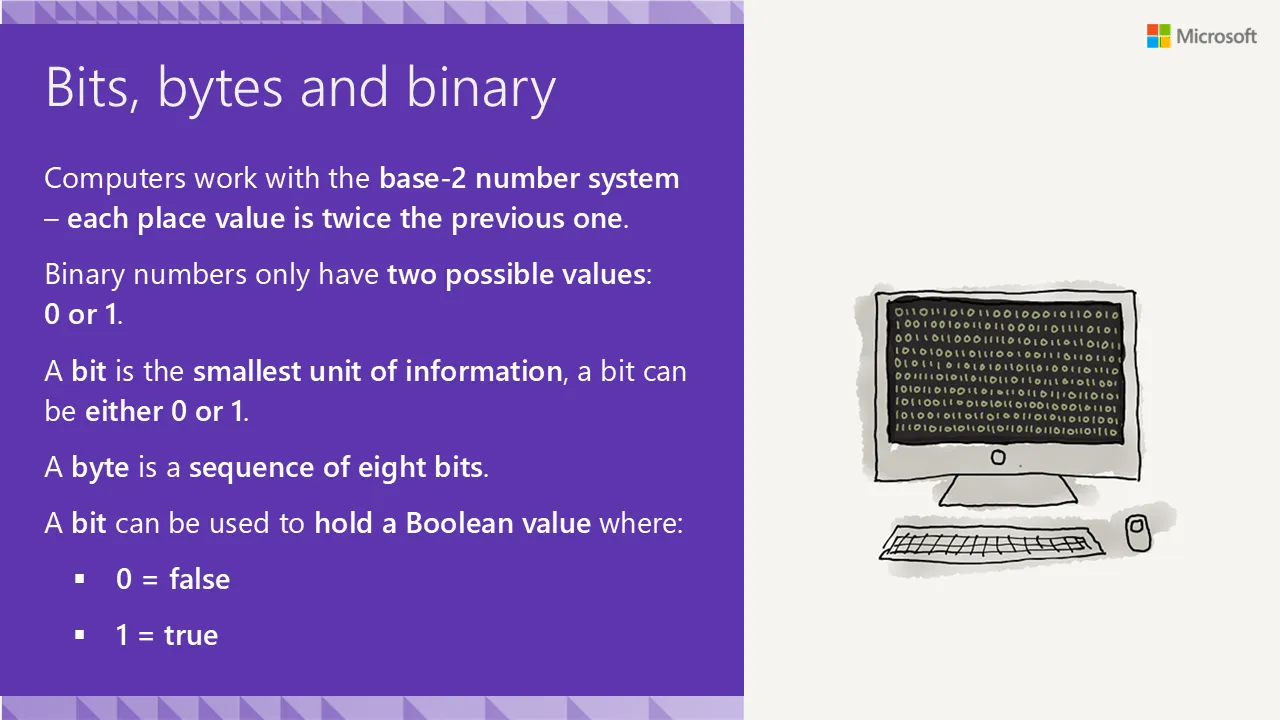 Microsoft
Bits, bytes and binary
Computers work with the base-2 number system
– each place value is twice the previous one.
Binary numbers only have two possible values:
0 or 1.
A bit is the smallest unit of information, a bit can
be either 0 or 1.
A byte is a sequence of eight bits.
A bit can be used to hold a Boolean value where:
▪ 0 = false
▪ 1 = true